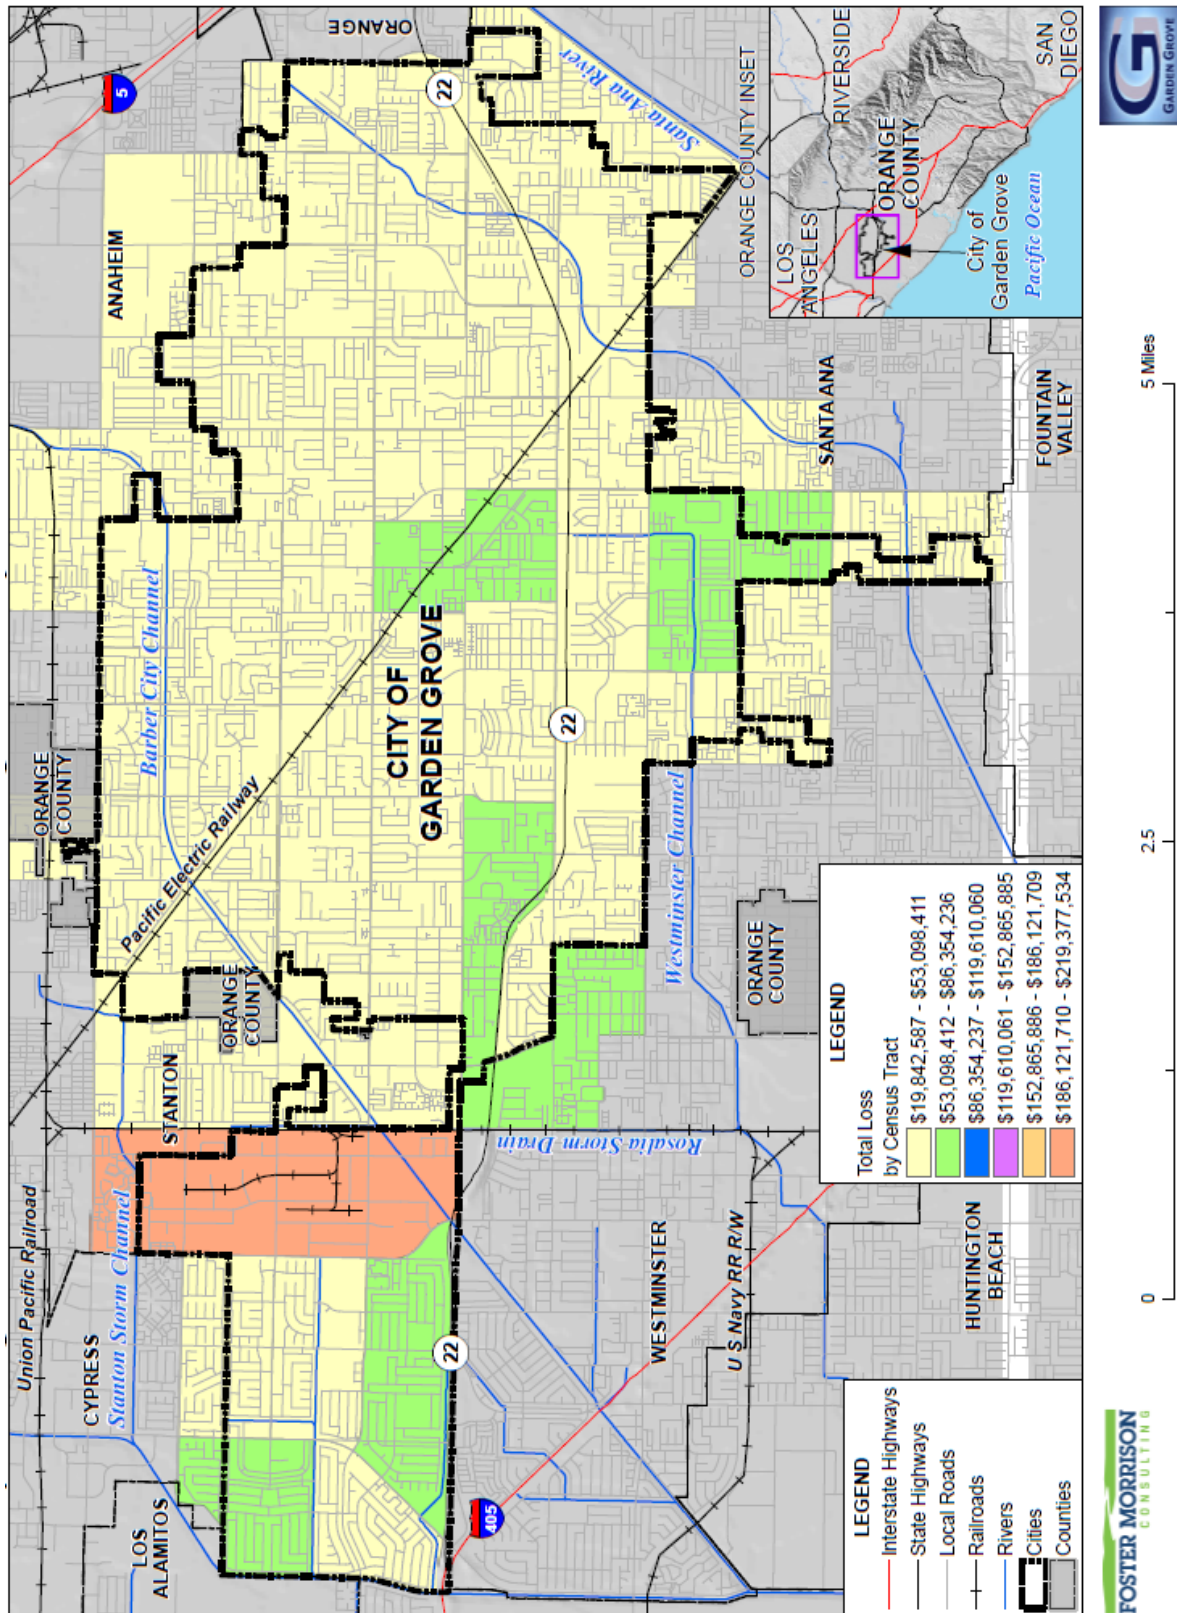 ORANGE
5
ANAHEIM
22
Santa Ana River
ORANGE COUNTY INSET
RIVERSIDE
LOS
ANGELES
ORANGE
COUNTY
SAN
DIEGO
City of
Garden Grove
Pacific Ocean
G
GARDEN GROVE
ORANGE
COUNTY
Barber City Channel
Pacific Electric Railway
CITY OF
GARDEN GROVE
22
SANTA ANA
FOUNTAIN
VALLEY
ORANGE
COUNTY
STANTON
Westminster Channel
ORANGE
COUNTY
Rosalia Storm Drain
Union Pacific Railroad
CYPRESS
Stanton Storm Channel
LOS
ALAMITOS
22
405
WESTMINSTER
U S Navy RR R/W
HUNTINGTON
BEACH
LEGEND
Total Loss
by Census Tract
$19,842,587 - $53,098,411
$53,098,412 - $86,354,236
$86,354,237 - $119,610,060
$119,610,061 - $152,865,885
$152,865,886 - $186,121,709
$186,121,710 - $219,377,534
LEGEND
Interstate Highways
State Highways
Local Roads
Railroads
Rivers
Cities
Counties
FOSTER MORRISON
CONSULTING
0 2.5 5 Miles